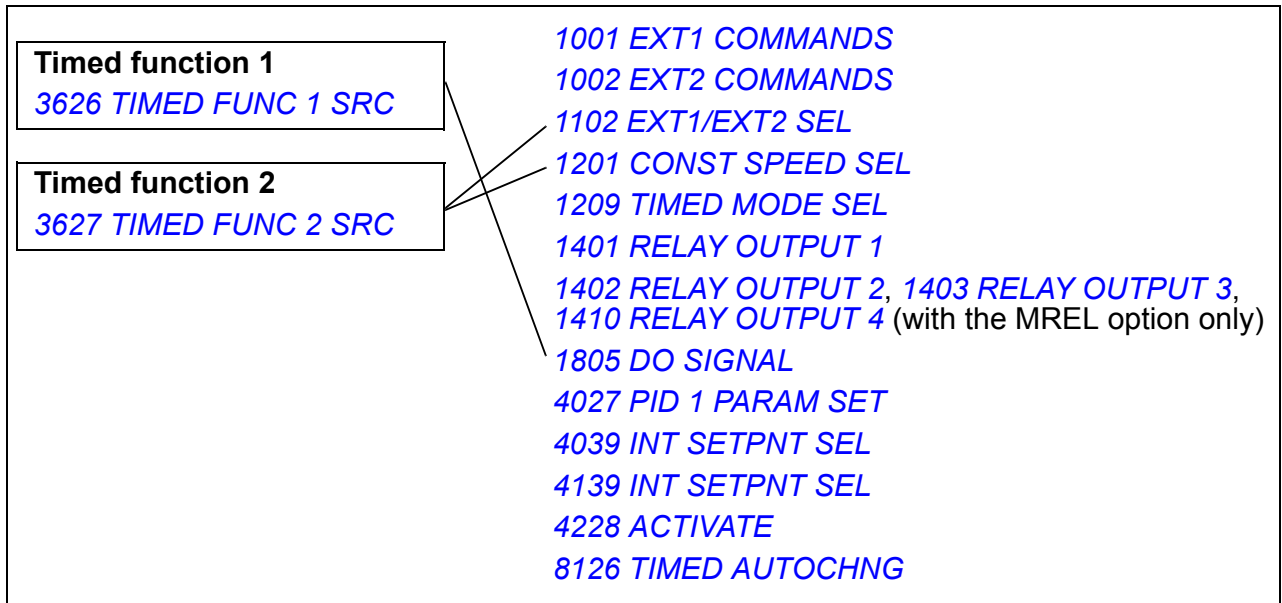 Timed function 1
3626 TIMED FUNC 1 SRC
Timed function 2
3627 TIMED FUNC 2 SRC
1001 EXT1 COMMANDS
1002 EXT2 COMMANDS
1102 EXT1/EXT2 SEL
1201 CONST SPEED SEL
1209 TIMED MODE SEL
1401 RELAY OUTPUT 1
1402 RELAY OUTPUT 2, 1403 RELAY OUTPUT 3,
1410 RELAY OUTPUT 4 (with the MREL option only)
1805 DO SIGNAL
4027 PID 1 PARAM SET
4039 INT SETPNT SEL
4139 INT SETPNT SEL
4228 ACTIVATE
8126 TIMED AUTOCHNG